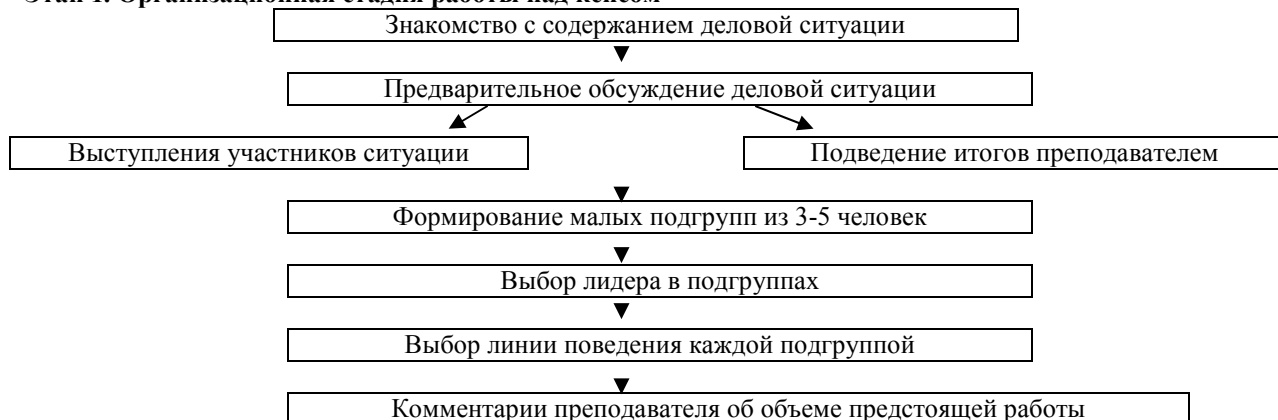 Этап 1. Организационная стадия работы над кейсом
Знакомство с содержанием деловой ситуации
Предварительное обсуждение деловой ситуации
Выступления участников ситуации
Подведение итогов преподавателем
Формирование малых подгрупп из 3-5 человек
Выбор лидера в подгруппах
Выбор линии поведения каждой подгруппой
Комментарии преподавателя об объеме предстоящей работы